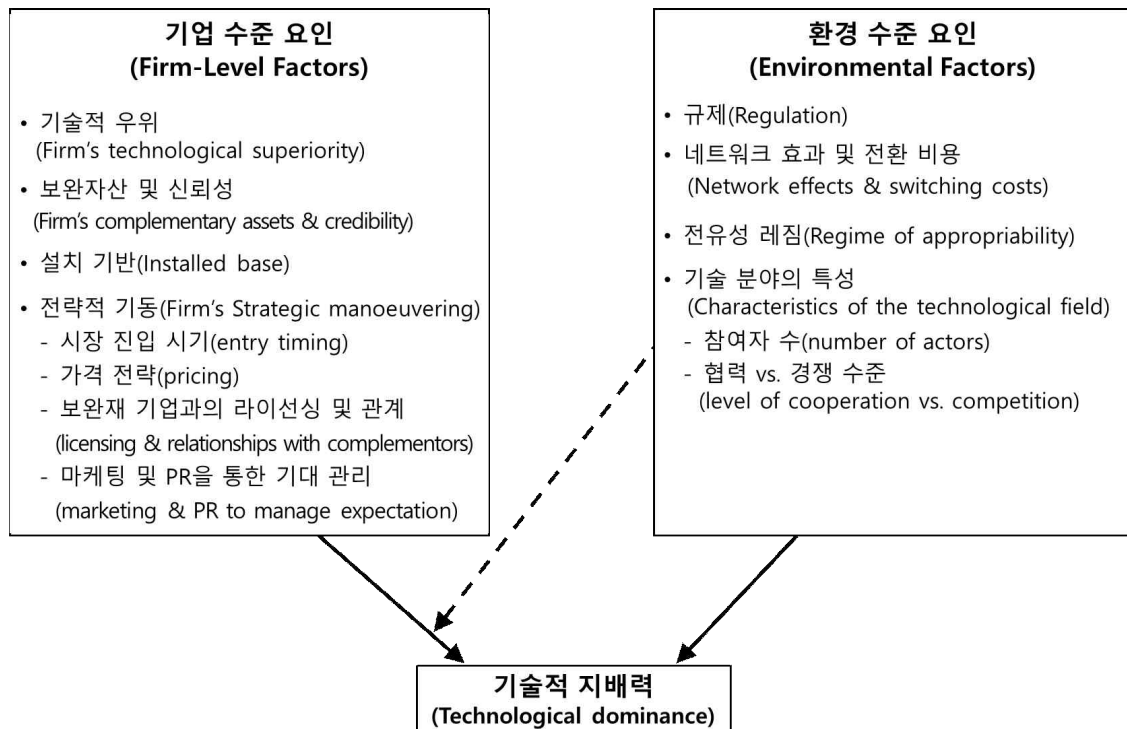 기업 수준 요인
(Firm-Level Factors)
• 기술적 우위
(Firm's technological superiority)
• 보완자산 및 신뢰성
(Firm's complementary assets & credibility)
• 설치 기반(Installed base)
• 전략적 기동(Firm's Strategic manoeuvering)
- 시장 진입 시기(entry timing)
- 가격 전략(pricing)
- 보완재 기업과의 라이선싱 및 관계
(licensing & relationships with complementors)
- 마케팅 및 PR을 통한 기대 관리
(marketing & PR to manage expectation)
환경 수준 요인
(Environmental Factors)
• 규제(Regulation)
• 네트워크 효과 및 전환 비용
(Network effects & switching costs)
• 전유성 레짐(Regime of appropriability)
• 기술 분야의 특성
(Characteristics of the technological field)
- 참여자 수(number of actors)
- 협력 vs. 경쟁 수준
(level of cooperation vs. competition)
기술적 지배력
(Technological dominance)